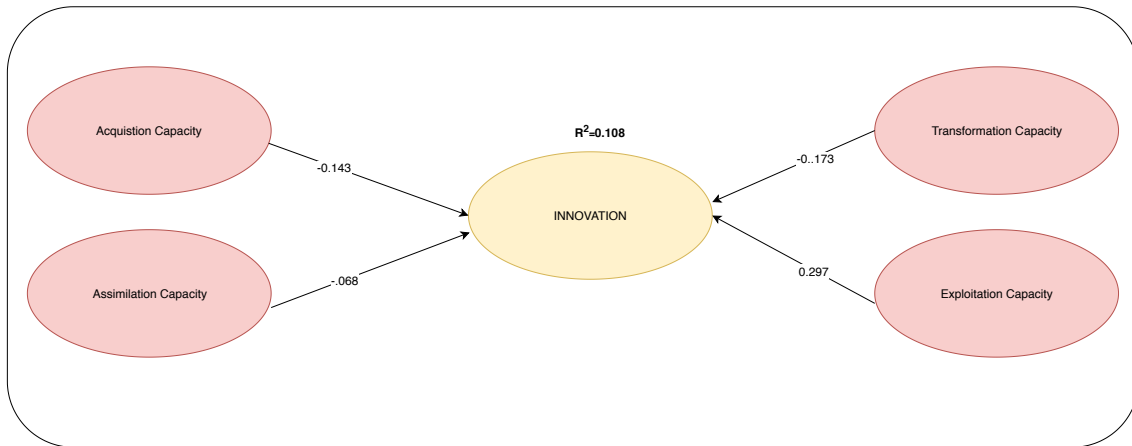 Acquistion Capacity
R²=0.108
Transformation Capacity
-0.143
-0..173
INNOVATION
Assimilation Capacity
-.068
0.297
Exploitation Capacity